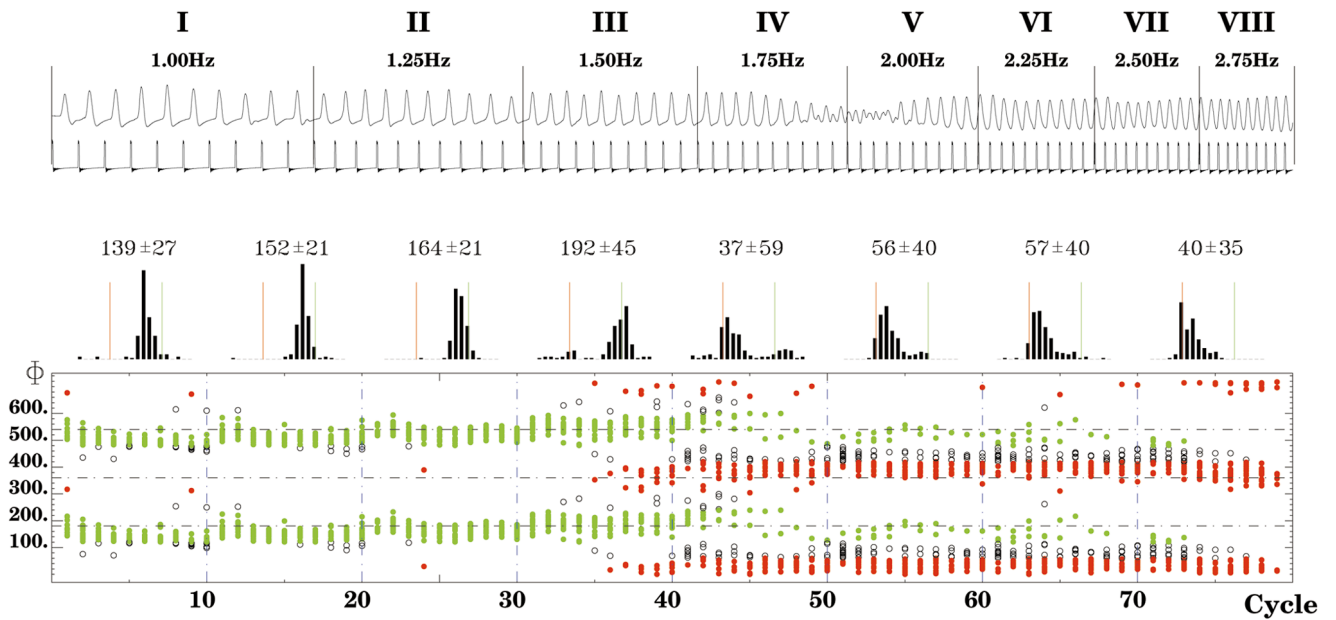 I II III IV V VI VII VIII
1.00Hz 1.25Hz 1.50Hz 1.75Hz 2.00Hz 2.25Hz 2.50Hz 2.75Hz
139±27 152±21 164±21 192±45 37±59 56±40 57±40 40±35
Φ
600.
500.
400.
300.
200.
100.
10 20 30 40 50 60 70 Cycle